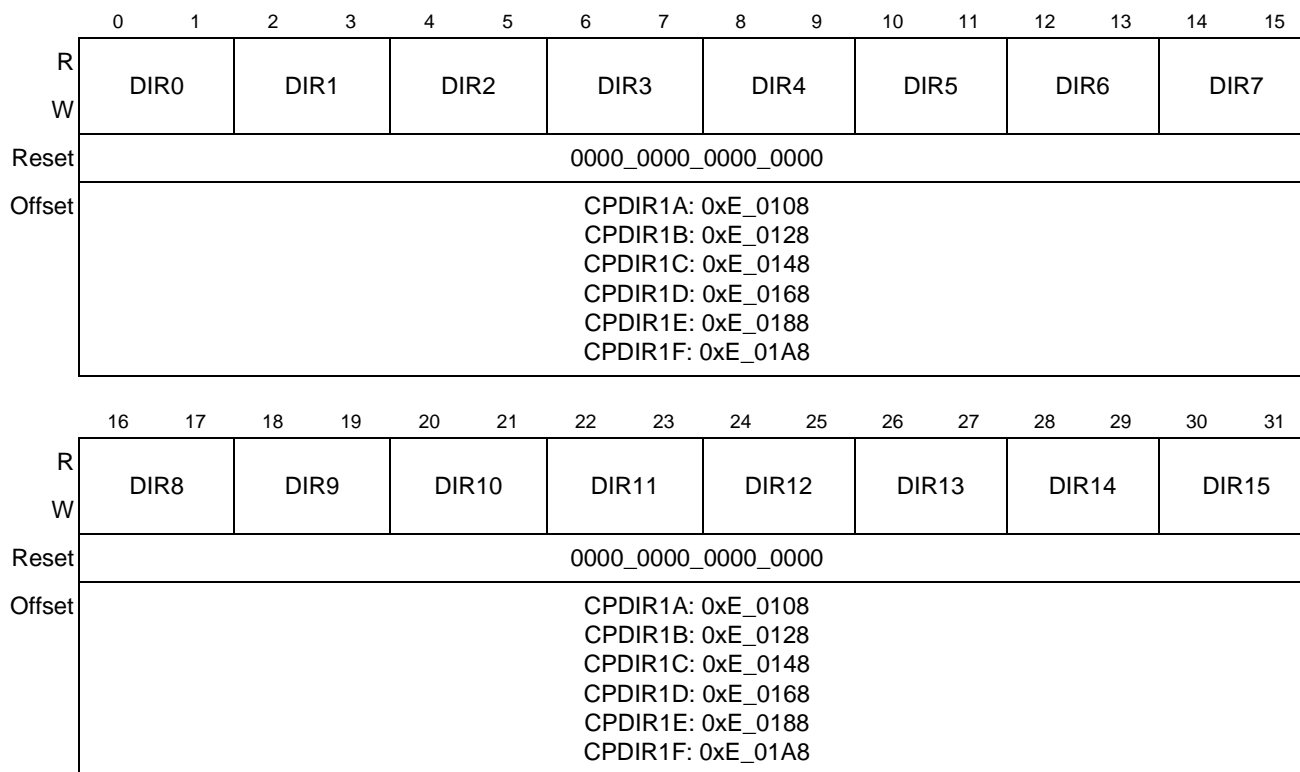 0 1 2 3 4 5 6 7 8 9 10 11 12 13 14 15
R
DIR0 DIR1 DIR2 DIR3 DIR4 DIR5 DIR6 DIR7
W
Reset 0000_0000_0000_0000
Offset CPDIR1A: 0xE_0108
CPDIR1B: 0xE_0128
CPDIR1C: 0xE_0148
CPDIR1D: 0xE_0168
CPDIR1E: 0xE_0188
CPDIR1F: 0xE_01A8
16 17 18 19 20 21 22 23 24 25 26 27 28 29 30 31
R
DIR8 DIR9 DIR10 DIR11 DIR12 DIR13 DIR14 DIR15
W
Reset 0000_0000_0000_0000
Offset CPDIR1A: 0xE_0108
CPDIR1B: 0xE_0128
CPDIR1C: 0xE_0148
CPDIR1D: 0xE_0168
CPDIR1E: 0xE_0188
CPDIR1F: 0xE_01A8